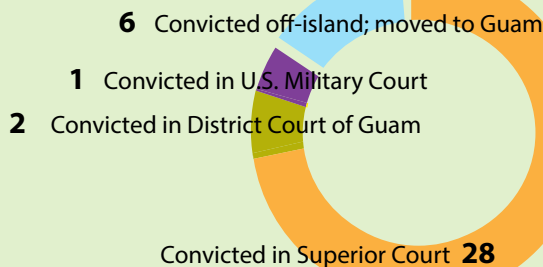 6 Convicted off-island; moved to Guam
1 Convicted in U.S. Military Court
2 Convicted in District Court of Guam
Convicted in Superior Court 28